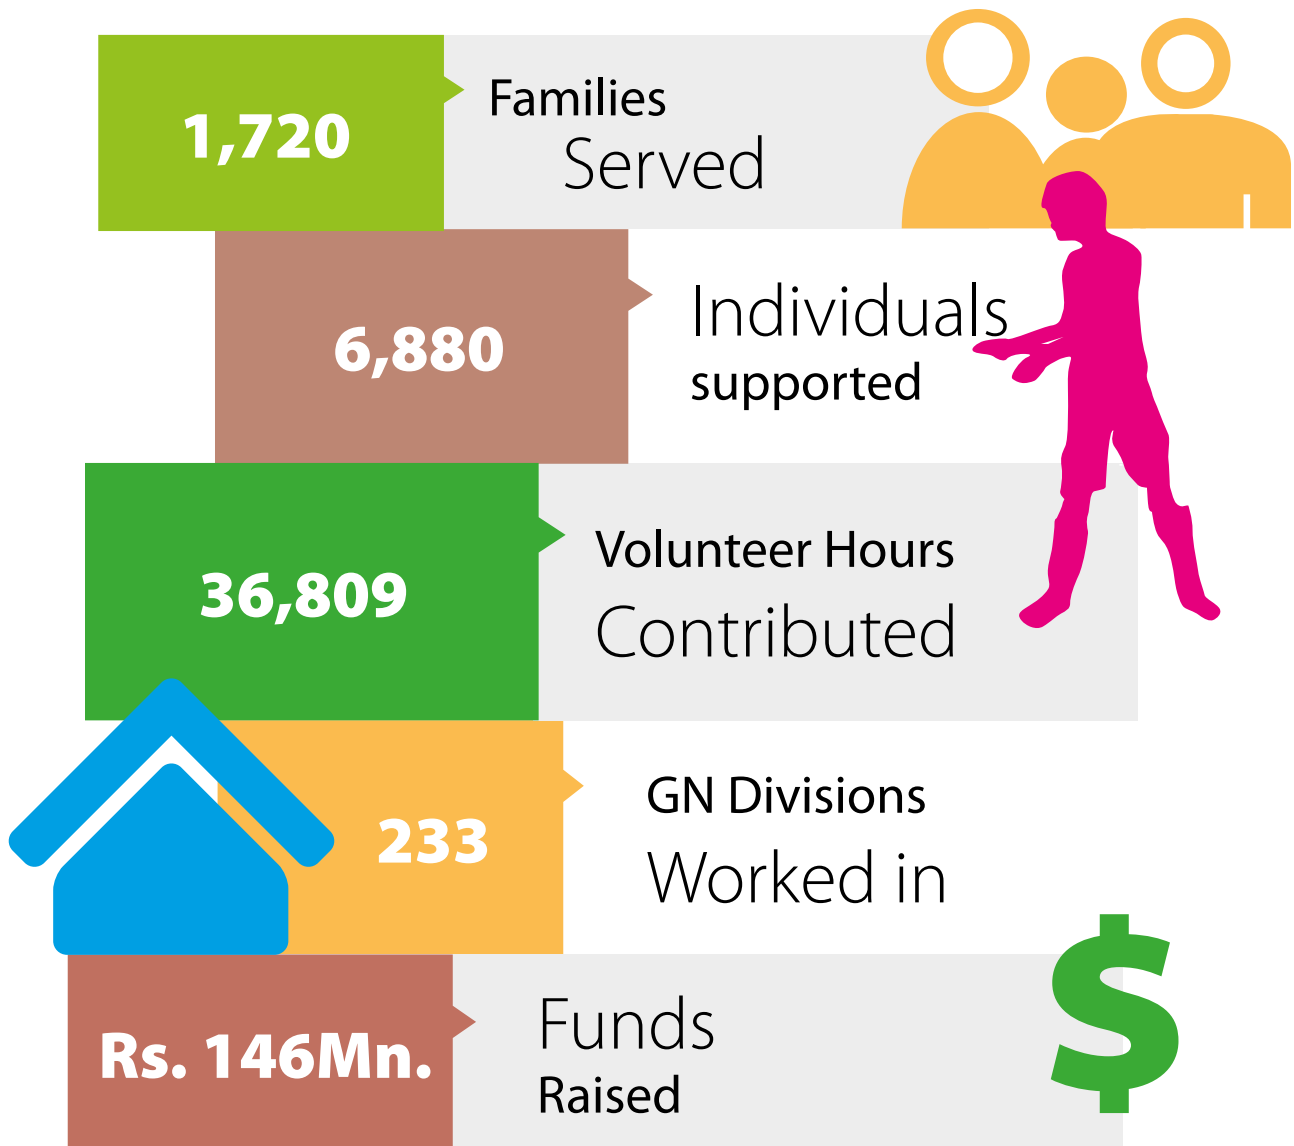 1,720
Families
Served
6,880
Individuals
supported
36,809
Volunteer Hours
Contributed
233
GN Divisions
Worked in
Rs. 146Mn.
Funds
Raised
$